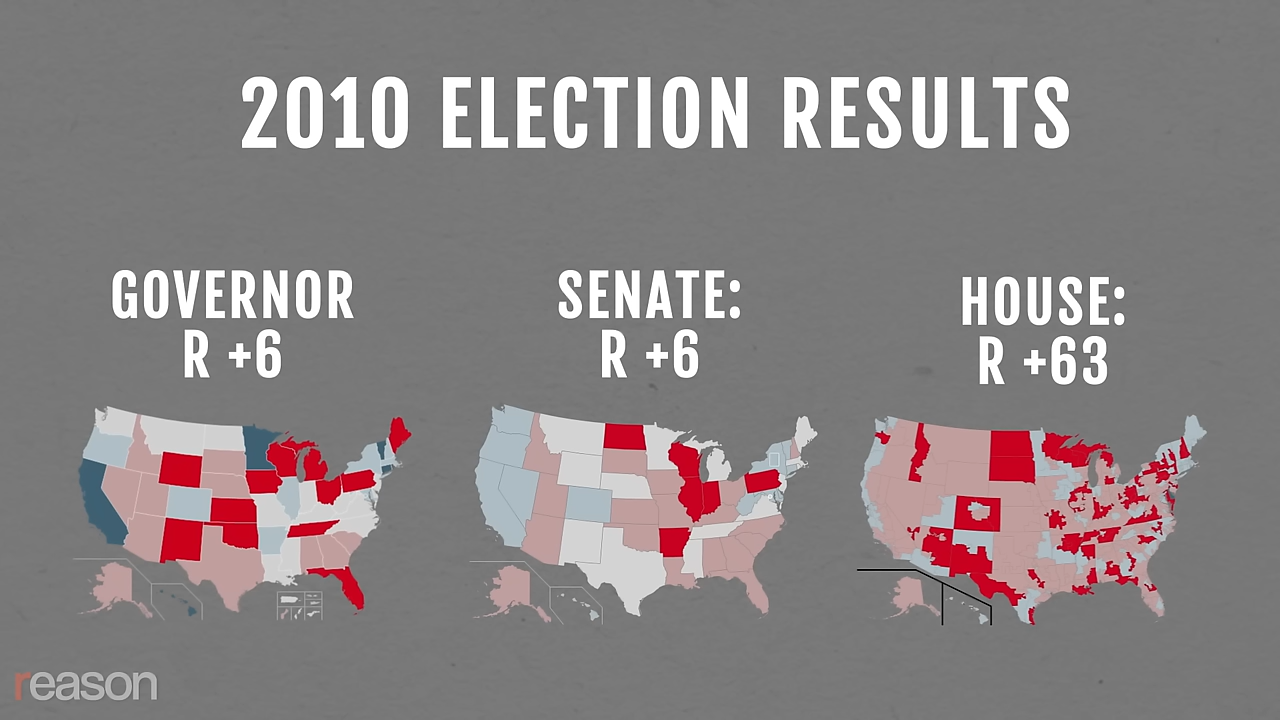 2010 ELECTION RESULTS
GOVERNOR
R +6
SENATE:
R +6
HOUSE:
R +63
reason